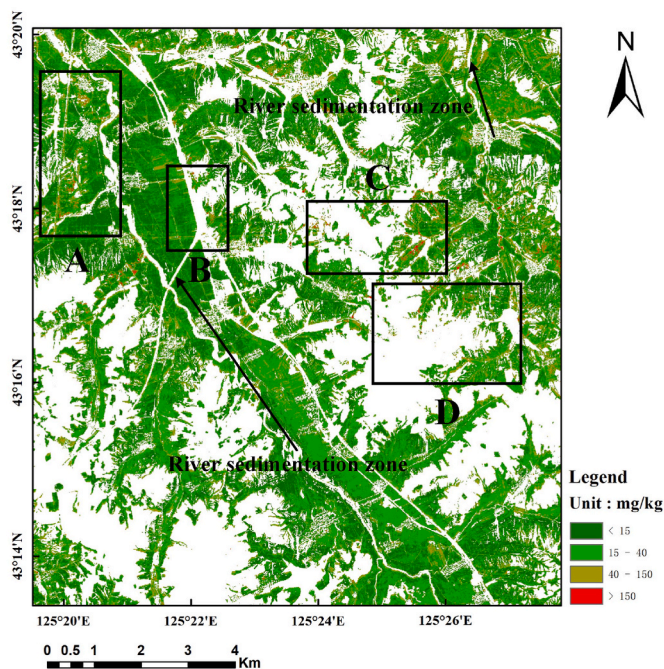 43°20'N
N
River sedimentation zone
C
43°18'N
A
B
43°16'N
D
River sedimentation zone
Legend
Unit : mg/kg
< 15
15 - 40
40 - 150
> 150
43°14'N
125°20'E 125°22'E 125°24'E 125°26'E
0 0.5 1 2 3 4
Km